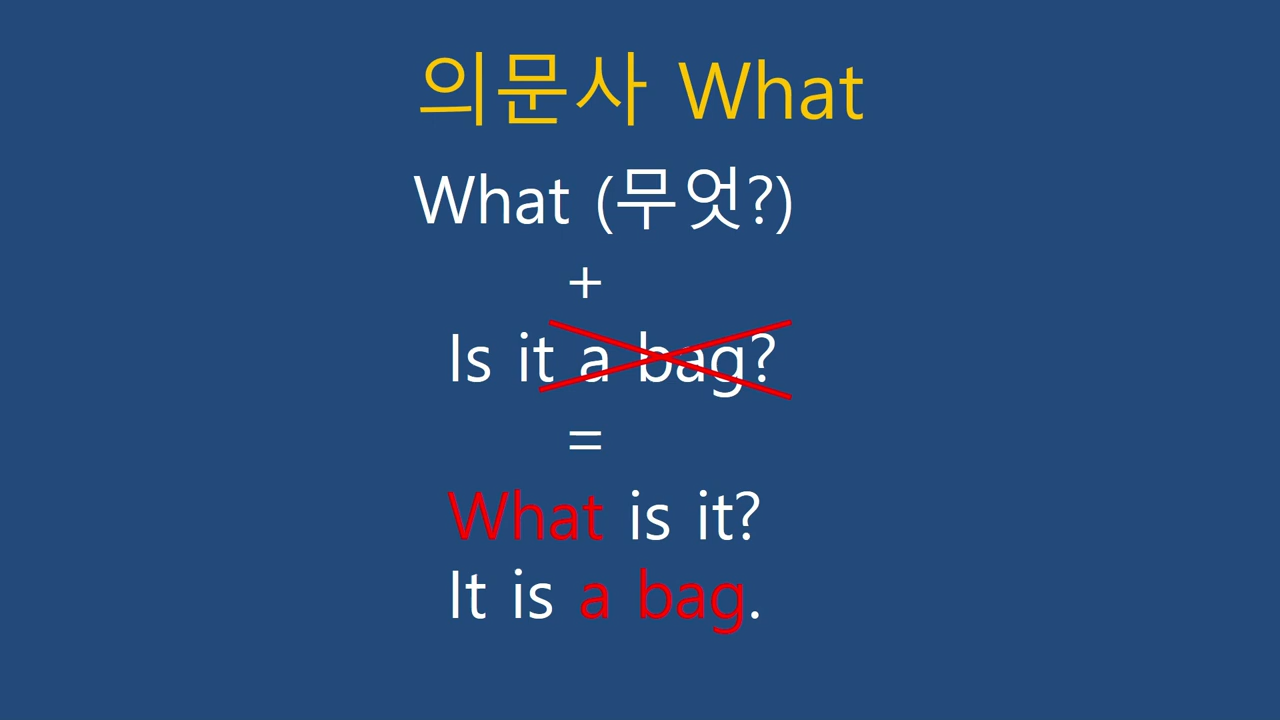 의문사 What
What (무엇?)
+
Is it a bag?
=
What is it?
It is a bag.